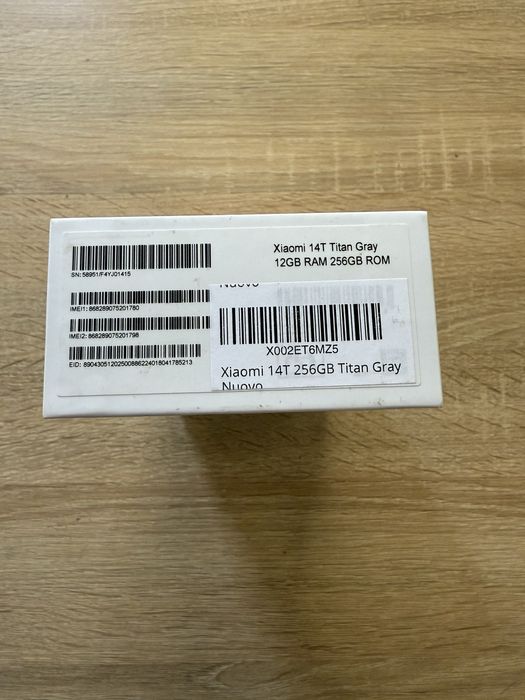 SN: 58951/F4YJ01415
IMEI1: 868289075201780
IMEI2: 868289075201798
EID: 89043051202500886224018041785213
Xiaomi 14T Titan Gray
12GB RAM 256GB ROM
Nuovo
X002ET6MZ5
Xiaomi 14T 256GB Titan Gray
Nuovo